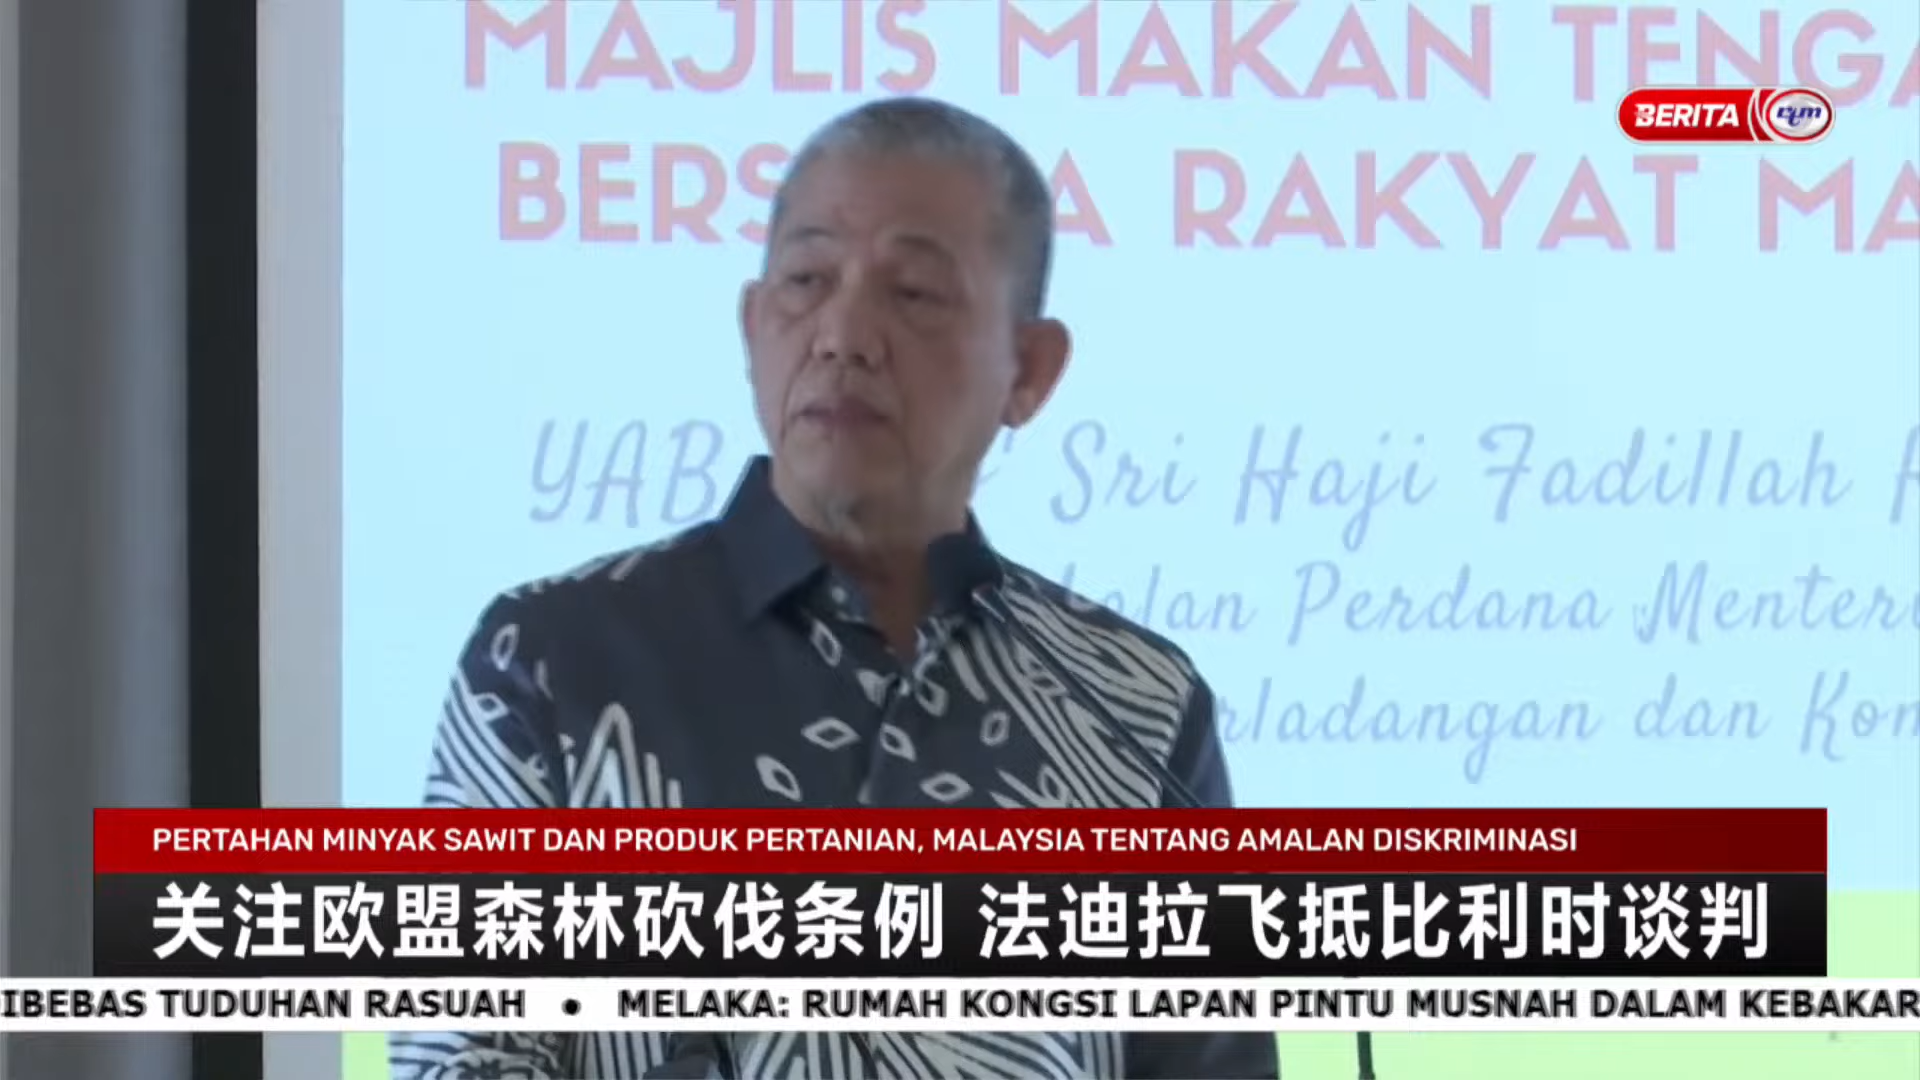 MAJLIS MAKAN TENGA
BERITA rtm
BERS A RAKYAT MA
YAB Sri Haji Fadillah
Perdana Menteri
rladangan dan Kom
PERTAHAN MINYAK SAWIT DAN PRODUK PERTANIAN, MALAYSIA TENTANG AMALAN DISKRIMINASI
关注欧盟森林砍伐条例 法迪拉飞抵比利时谈判
IBEBAS TUDUHAN RASUAH • MELAKA: RUMAH KONGSI LAPAN PINTU MUSNAH DALAM KEBAKAR